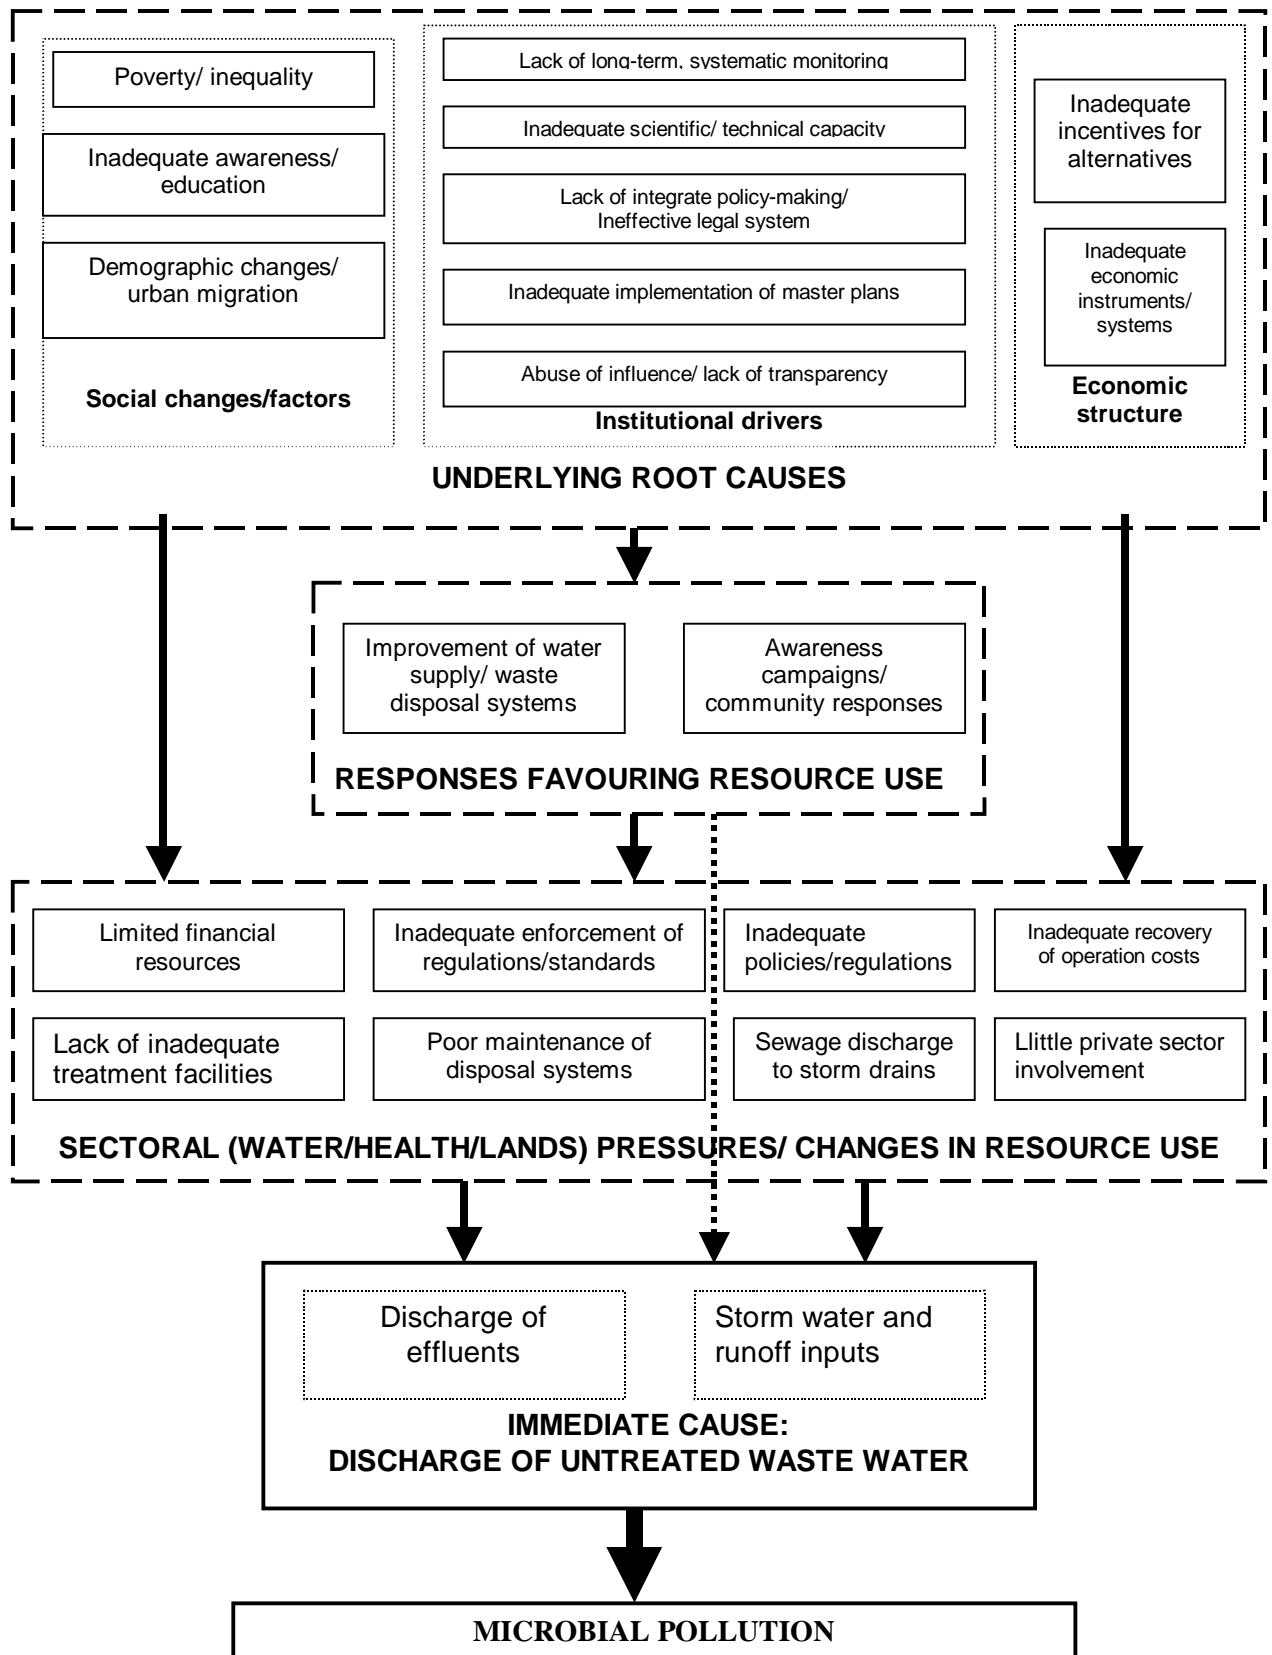 Poverty/ inequality
Inadequate awareness/
education
Demographic changes/
urban migration
Social changes/factors
Lack of long-term, systematic monitoring
Inadequate scientific/ technical capacity
Lack of integrate policy-making/
Ineffective legal system
Inadequate implementation of master plans
Abuse of influence/ lack of transparency
Institutional drivers
Inadequate
incentives for
alternatives
Inadequate
economic
instruments/
systems
Economic
structure
UNDERLYING ROOT CAUSES
Improvement of water
supply/ waste
disposal systems
Awareness
campaigns/
community responses
RESPONSES FAVOURING RESOURCE USE
Limited financial
resources
Inadequate enforcement of
regulations/standards
Inadequate
policies/regulations
Inadequate recovery
of operation costs
Lack of inadequate
treatment facilities
Poor maintenance of
disposal systems
Sewage discharge
to storm drains
Llittle private sector
involvement
SECTORAL (WATER/HEALTH/LANDS) PRESSURES/ CHANGES IN RESOURCE USE
Discharge of
effluents
Storm water and
runoff inputs
IMMEDIATE CAUSE:
DISCHARGE OF UNTREATED WASTE WATER
MICROBIAL POLLUTION